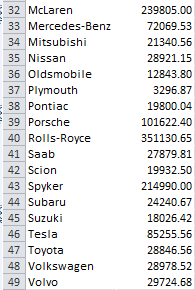 32 McLaren 239805.00
33 Mercedes-Benz 72069.53
34 Mitsubishi 21340.56
35 Nissan 28921.15
36 Oldsmobile 12843.80
37 Plymouth 3296.87
38 Pontiac 19800.04
39 Porsche 101622.40
40 Rolls-Royce 351130.65
41 Saab 27879.81
42 Scion 19932.50
43 Spyker 214990.00
44 Subaru 24240.67
45 Suzuki 18026.42
46 Tesla 85255.56
47 Toyota 28846.56
48 Volkswagen 28978.52
49 Volvo 29724.68